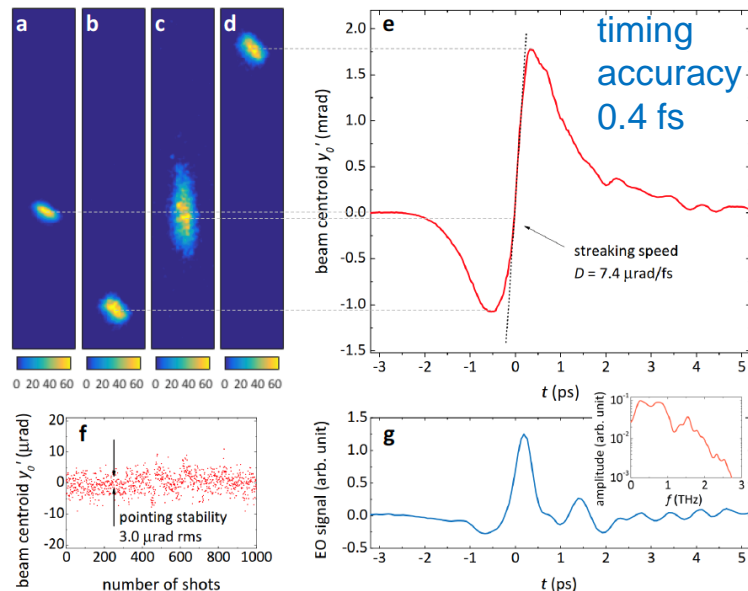 a b c d
0 20 40 60 0 20 40 60 0 20 40 60 0 20 40 60
e
timing
accuracy
0.4 fs
beam centroid y₀′ (mrad)
2.0
1.5
1.0
0.5
0.0
-0.5
-1.0
-1.5
streaking speed
D = 7.4 μrad/fs
-3 -2 -1 0 1 2 3 4 5
t (ps)
f
beam centroid y₀′ (μrad)
20
10
0
-10
-20
pointing stability
3.0 μrad rms
0 200 400 600 800 1000
number of shots
g
EO signal (arb. unit)
1.5
1.0
0.5
0.0
-0.5
-3 -2 -1 0 1 2 3 4 5
t (ps)
amplitude (arb. unit)
10⁻¹
10⁻²
10⁻³
0 1 2 3
f (THz)